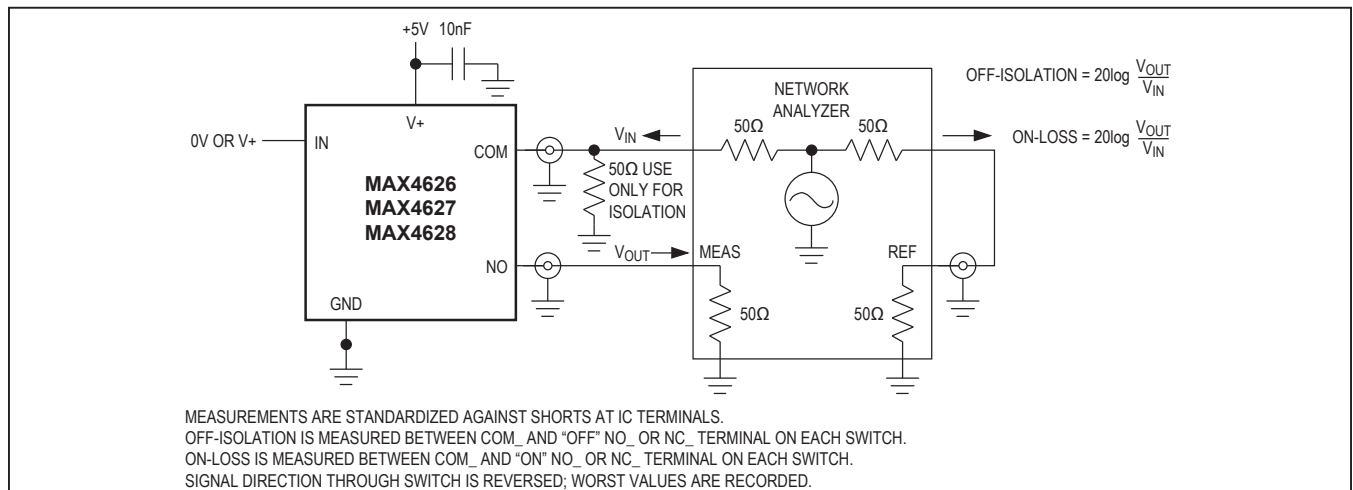 +5V 10nF
V+
0V OR V+
IN
COM
MAX4626
MAX4627
MAX4628
NO
GND
VIN
50Ω USE
ONLY FOR
ISOLATION
VOUT
NETWORK
ANALYZER
50Ω 50Ω
MEAS
REF
50Ω 50Ω
OFF-ISOLATION = 20log VOUT
VIN
ON-LOSS = 20log VOUT
VIN
MEASUREMENTS ARE STANDARDIZED AGAINST SHORTS AT IC TERMINALS.
OFF-ISOLATION IS MEASURED BETWEEN COM_ AND “OFF” NO_ OR NC_ TERMINAL ON EACH SWITCH.
ON-LOSS IS MEASURED BETWEEN COM_ AND “ON” NO_ OR NC_ TERMINAL ON EACH SWITCH.
SIGNAL DIRECTION THROUGH SWITCH IS REVERSED; WORST VALUES ARE RECORDED.